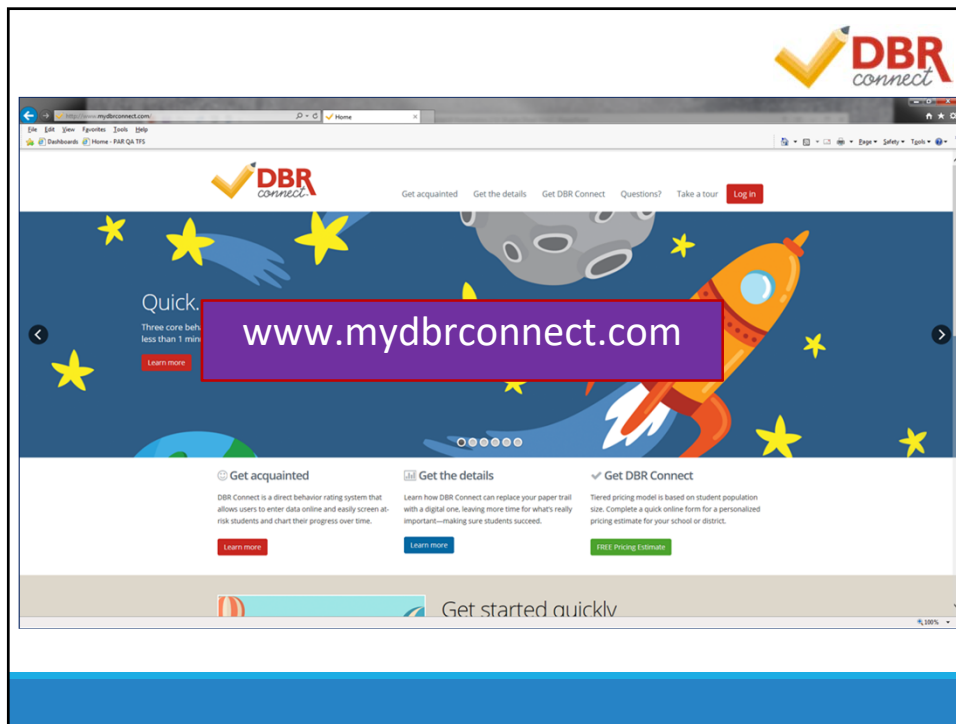 DBR
connect
http://www.mydbrconnect.com/
Home
File Edit View Favorites Tools Help
Dashboards Home - PAR QA TFS
Page Safety Tools
DBR
connect
Get acquainted Get the details Get DBR Connect Questions? Take a tour Log in
Quick.
Three core beh
less than 1 min
Learn more
www.mydbrconnect.com
Get acquainted
DBR Connect is a direct behavior rating system that
allows users to enter data online and easily screen at-
risk students and chart their progress over time.
Learn more
Get the details
Learn how DBR Connect can replace your paper trail
with a digital one, leaving more time for what's really
important—making sure students succeed.
Learn more
Get DBR Connect
Tiered pricing model is based on student population
size. Complete a quick online form for a personalized
pricing estimate for your school or district.
FREE Pricing Estimate
Get started quickly
100%